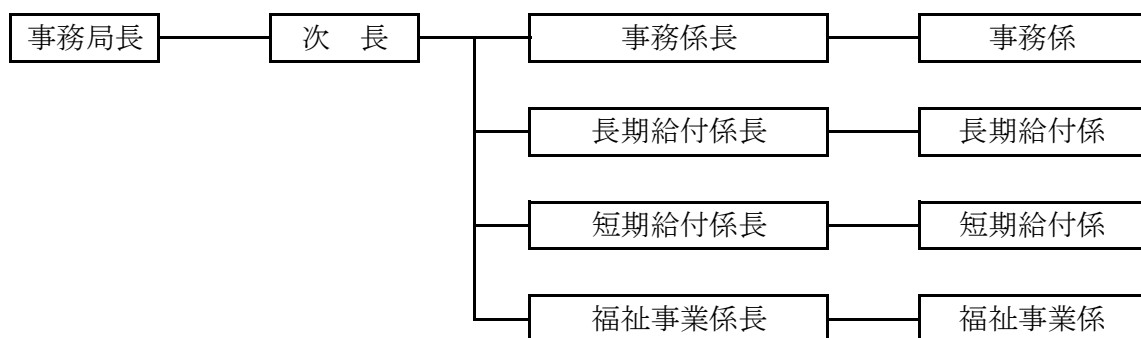 事務局長 次　長 事務係長 事務係
長期給付係長 長期給付係
短期給付係長 短期給付係
福祉事業係長 福祉事業係